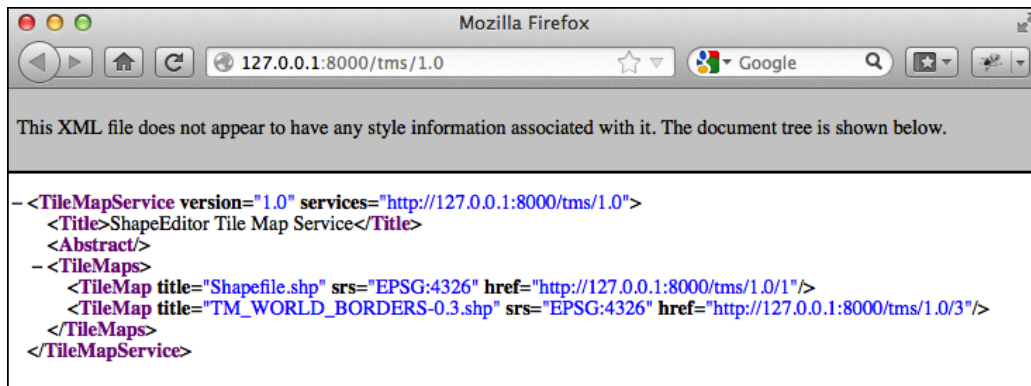 Mozilla Firefox
127.0.0.1:8000/tms/1.0
Google
This XML file does not appear to have any style information associated with it. The document tree is shown below.
– <TileMapService version="1.0" services="http://127.0.0.1:8000/tms/1.0">
<Title>ShapeEditor Tile Map Service</Title>
<Abstract/>
– <TileMaps>
<TileMap title="Shapefile.shp" srs="EPSG:4326" href="http://127.0.0.1:8000/tms/1.0/1"/>
<TileMap title="TM_WORLD_BORDERS-0.3.shp" srs="EPSG:4326" href="http://127.0.0.1:8000/tms/1.0/3"/>
</TileMaps>
</TileMapService>